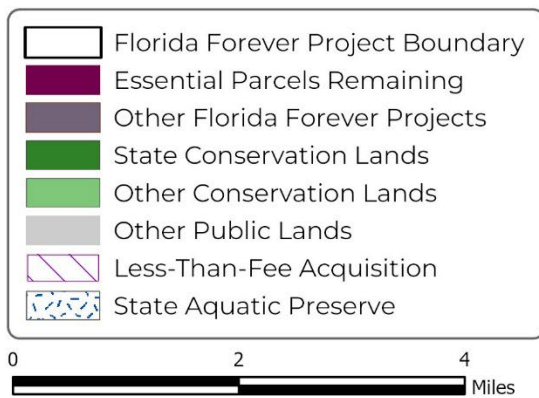 Florida Forever Project Boundary
Essential Parcels Remaining
Other Florida Forever Projects
State Conservation Lands
Other Conservation Lands
Other Public Lands
Less-Than-Fee Acquisition
State Aquatic Preserve
0 2 4
Miles